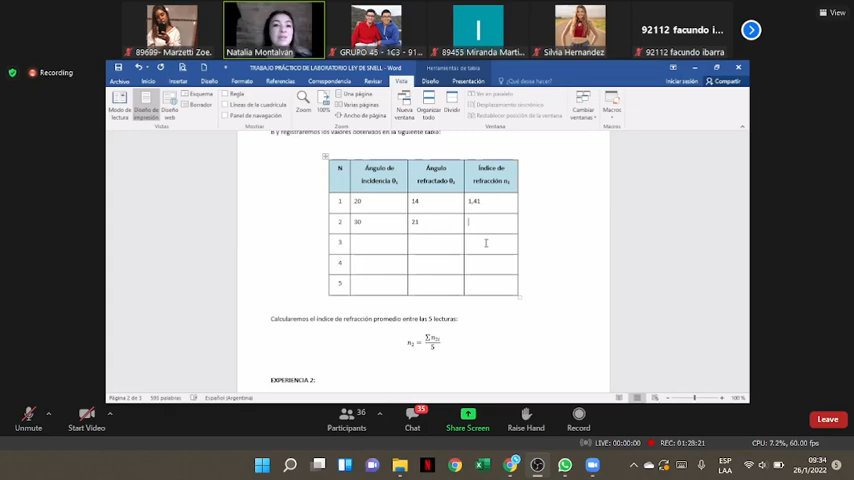 View
89699- Marzetti Zoe.
Natalia Montalván
GRUPO 45 - 1C3 - 91...
I
89455 Miranda Marti...
Silvia Hernandez
92112 facundo ibarra
92112 facundo ibarra
Recording
TRABAJO PRÁCTICO DE LABORATORIO LEY DE SNELL - Word
Herramientas de tabla
Archivo Inicio Insertar Diseño Formato Referencias Correspondencia Revisar Vista Diseño Presentación ¿Qué desea hacer? Iniciar sesión Compartir
Modo de lectura
Diseño de impresión
Diseño web
Esquema
Borrador
Vistas
Regla
Líneas de la cuadrícula
Panel de navegación
Mostrar
Zoom
100%
Una página
Varias páginas
Ancho de página
Zoom
Nueva ventana
Organizar todo
Dividir
Ver en paralelo
Desplazamiento sincrónico
Restablecer posición de la ventana
Ventana
Cambiar ventanas
Macros
Macros
B y registraremos los valores obtenidos en la siguiente tabla:
N Ángulo de incidencia θ₁ Ángulo refractado θ₂ Índice de refracción n₂
1 20 14 1,41
2 30 21
3
4
5
Calcularemos el índice de refracción promedio entre las 5 lecturas:
n₂ = ∑n₂ᵢ / 5
EXPERIENCIA 2:
Página 2 de 3 Español (Argentina) 100 %
Unmute
Start Video
36
Participants
35
Chat
Share Screen
Raise Hand
Record
Leave
LIVE: 00:00:00 REC: 01:28:21 CPU: 7.2%, 60.00 fps
ESP
LAA
09:34
26/1/2022